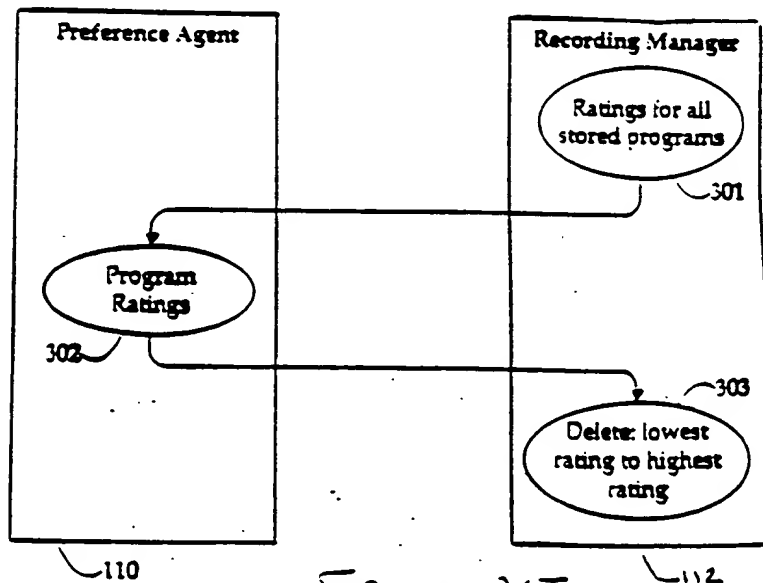 Preference Agent
Recording Manager
Ratings for all
stored programs
301
Program
Ratings
302
303
Delete: lowest
rating to highest
rating
110
112